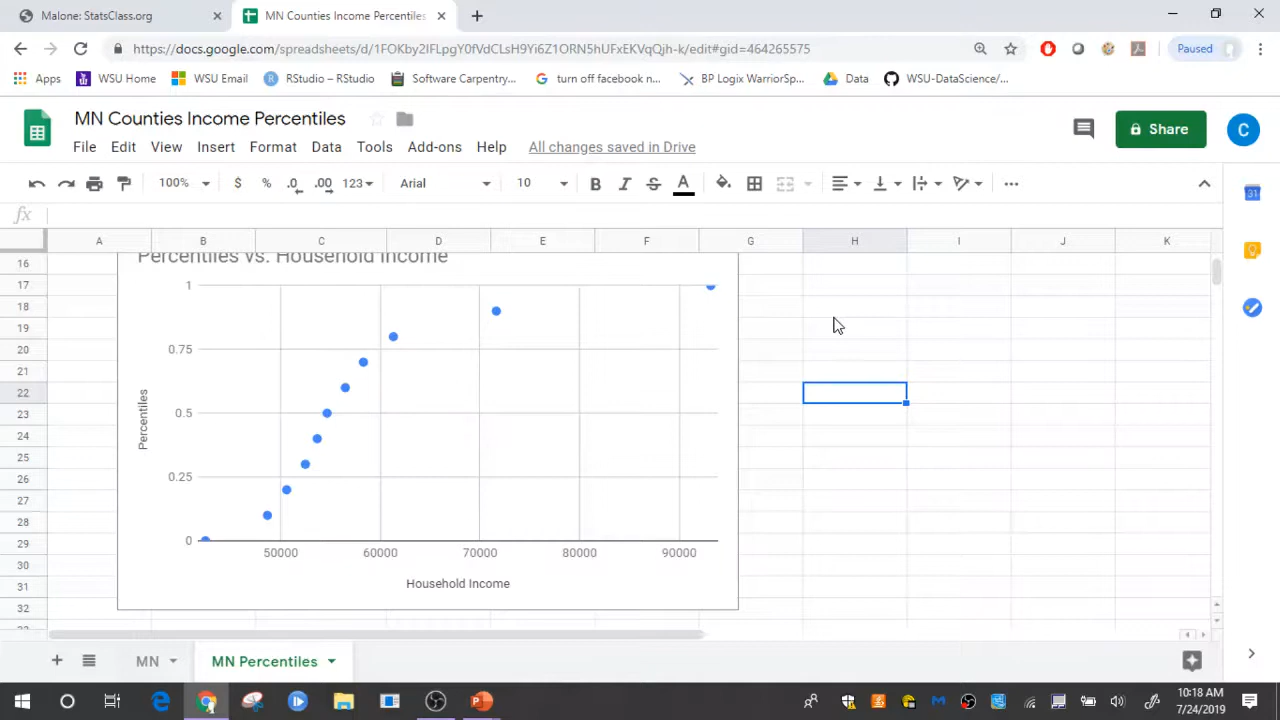 Malone: StatsClass.org
MN Counties Income Percentiles
https://docs.google.com/spreadsheets/d/1FOKby2IFLpgY0fVdCLsH9Yi6Z1ORN5hUFxEKVqQjh-k/edit#gid=464265575
Paused
Apps WSU Home WSU Email RStudio – RStudio Software Carpentry... turn off facebook n... BP Logix WarriorSp... Data WSU-DataScience/...
MN Counties Income Percentiles
Share
C
File Edit View Insert Format Data Tools Add-ons Help All changes saved in Drive
100% $ % .0 .00 123 Arial 10 B I S A
31
fx
A B C D E F G H I J K
Percentiles vs. Household Income
16
17
18
19
20
21
22
23
24
25
26
27
28
29
30
31
32
1
0.75
0.5
0.25
0
Percentiles
50000 60000 70000 80000 90000
Household Income
MN MN Percentiles
10:18 AM
7/24/2019